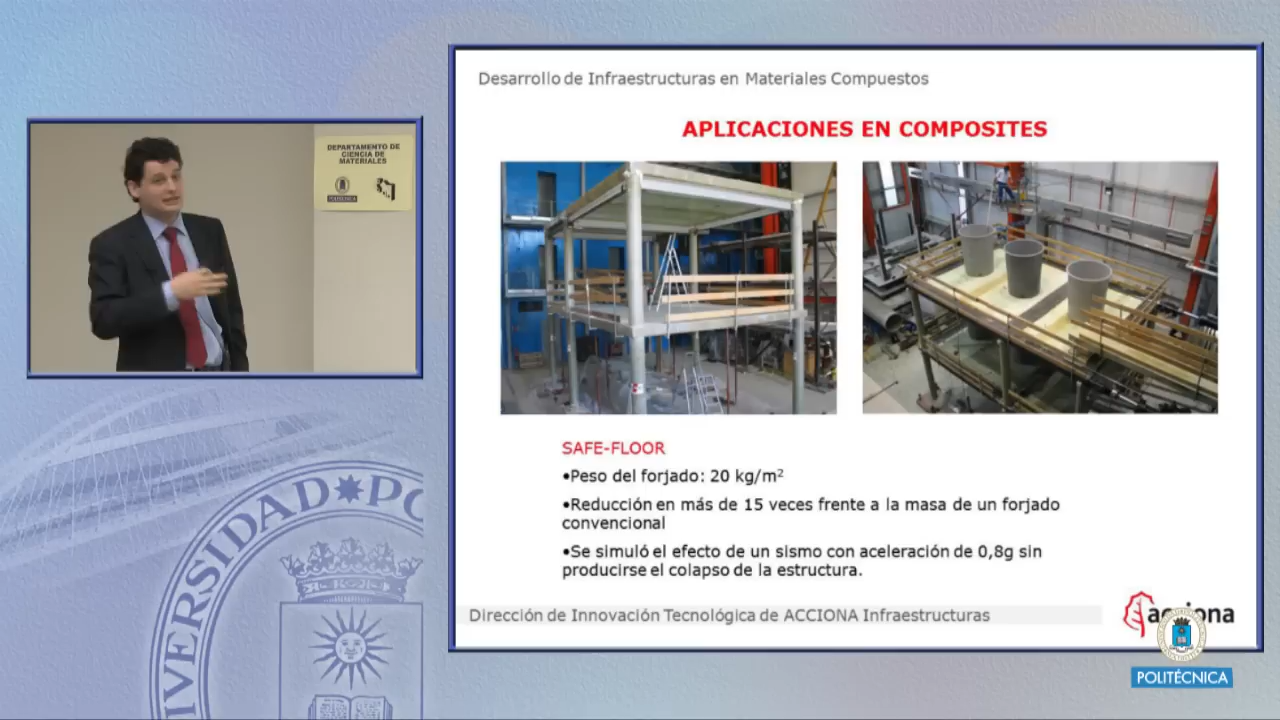 Desarrollo de Infraestructuras en Materiales Compuestos
APLICACIONES EN COMPOSITES
DEPARTAMENTO DE
CIENCIA DE
MATERIALES
POLITÉCNICA
SAFE-FLOOR
•Peso del forjado: 20 kg/m²
•Reducción en más de 15 veces frente a la masa de un forjado
convencional
•Se simuló el efecto de un sismo con aceleración de 0,8g sin
producirse el colapso de la estructura.
Dirección de Innovación Tecnológica de ACCIONA Infraestructuras
acciona
POLITÉCNICA